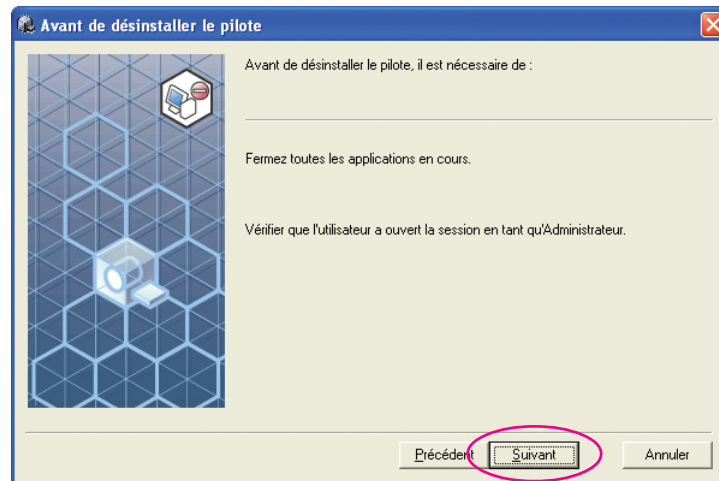 Avant de désinstaller le pilote
Avant de désinstaller le pilote, il est nécessaire de :
Fermez toutes les applications en cours.
Vérifier que l'utilisateur a ouvert la session en tant qu'Administrateur.
Précédent
Suivant
Annuler